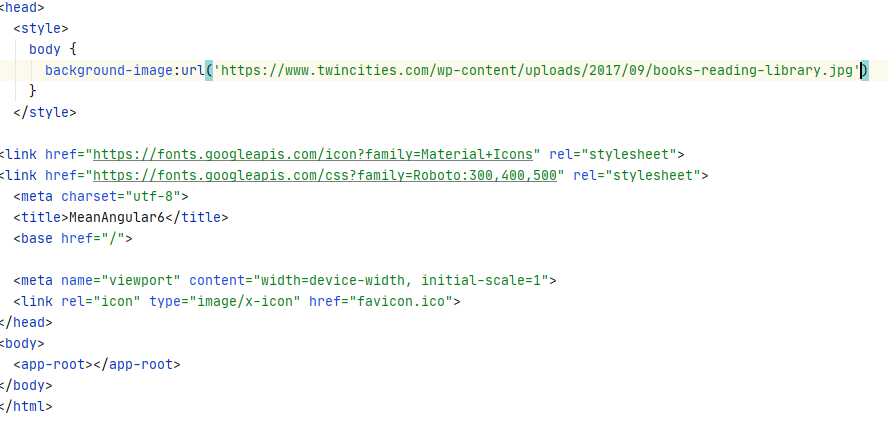 <head>
<style>
body {
background-image:url('https://www.twincities.com/wp-content/uploads/2017/09/books-reading-library.jpg')
}
</style>
<link href="https://fonts.googleapis.com/icon?family=Material+Icons" rel="stylesheet">
<link href="https://fonts.googleapis.com/css?family=Roboto:300,400,500" rel="stylesheet">
<meta charset="utf-8">
<title>MeanAngular6</title>
<base href="/">
<meta name="viewport" content="width=device-width, initial-scale=1">
<link rel="icon" type="image/x-icon" href="favicon.ico">
</head>
<body>
<app-root></app-root>
</body>
</html>